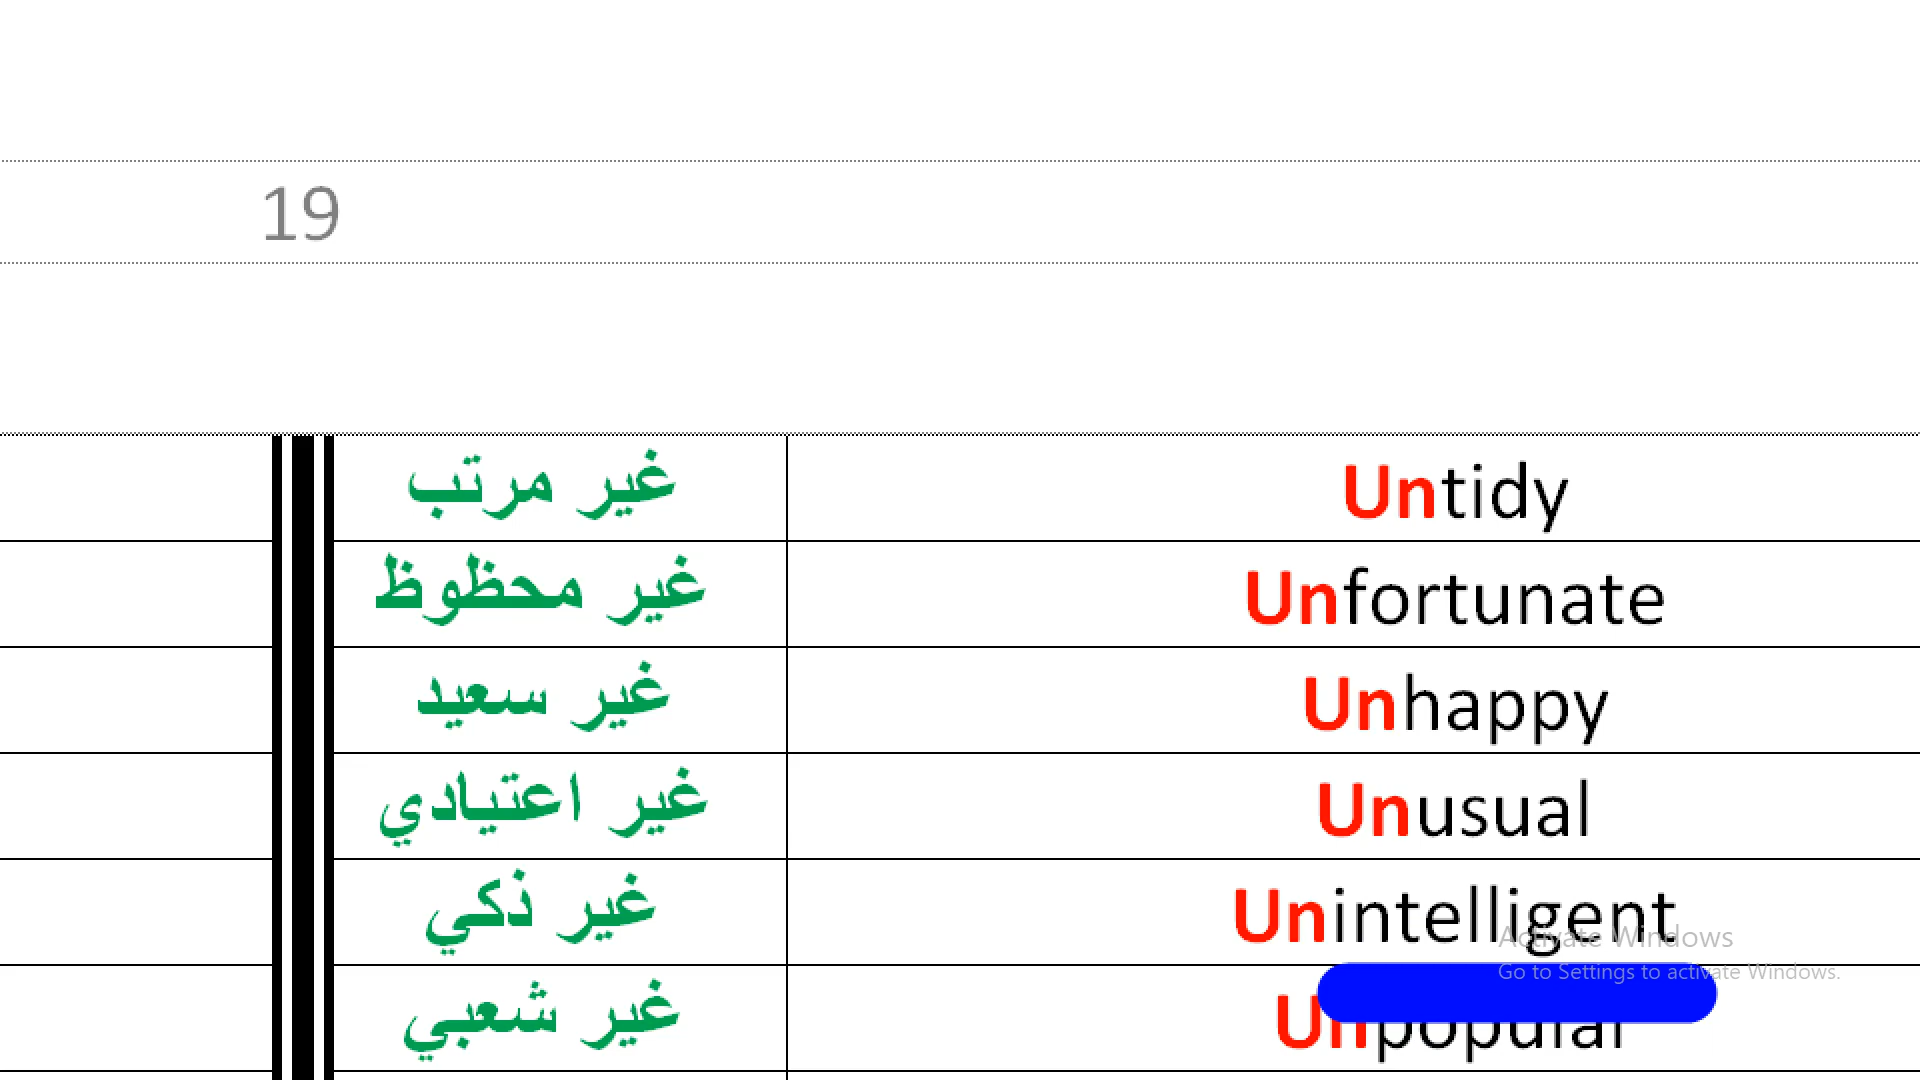 19
غير مرتب Untidy
غير محظوظ Unfortunate
غير سعيد Unhappy
غير اعتيادي Unusual
غير ذكي Unintelligent
Activate Windows
Go to Settings to activate Windows.
غير شعبي Unpopular